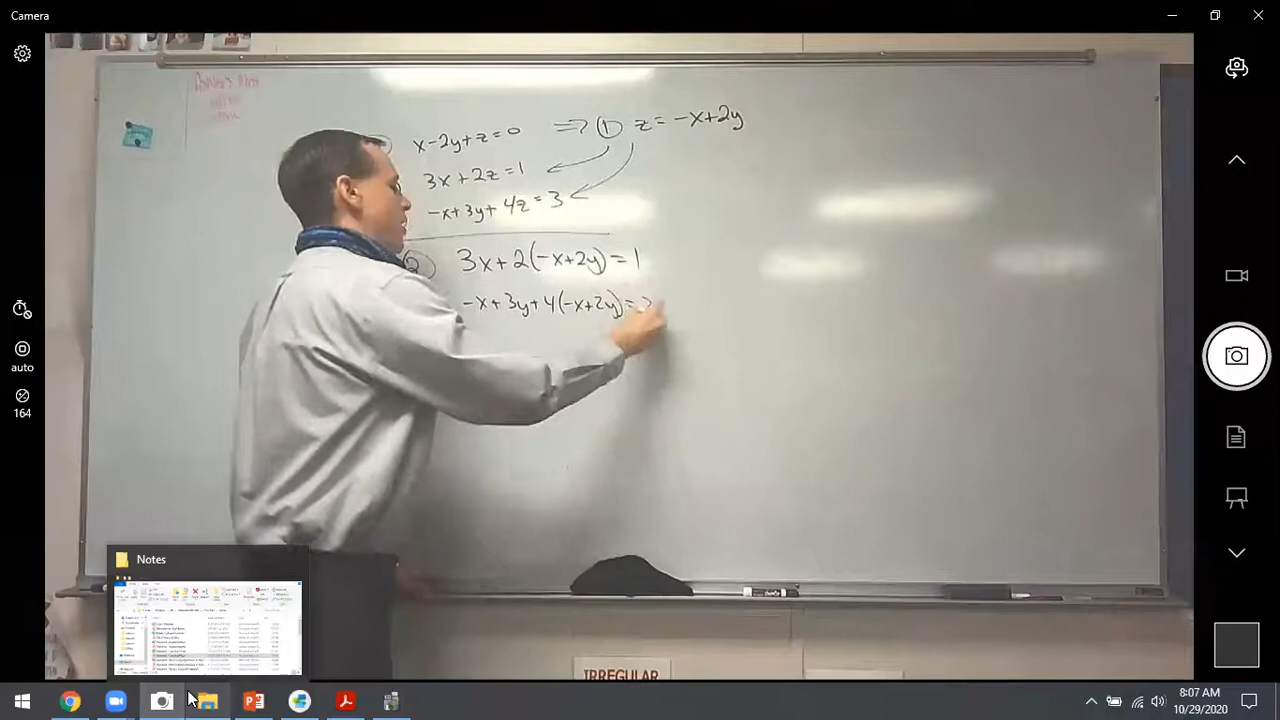 Camera
x-2y+z=0 ⇒ ① z = -x+2y
3x+2z=1
-x+3y+4z=3
② 3x+2(-x+2y)=1
-x+3y+4(-x+2y)=
auto
164
Notes
IRREGULAR
8:07 AM
10/29/2020